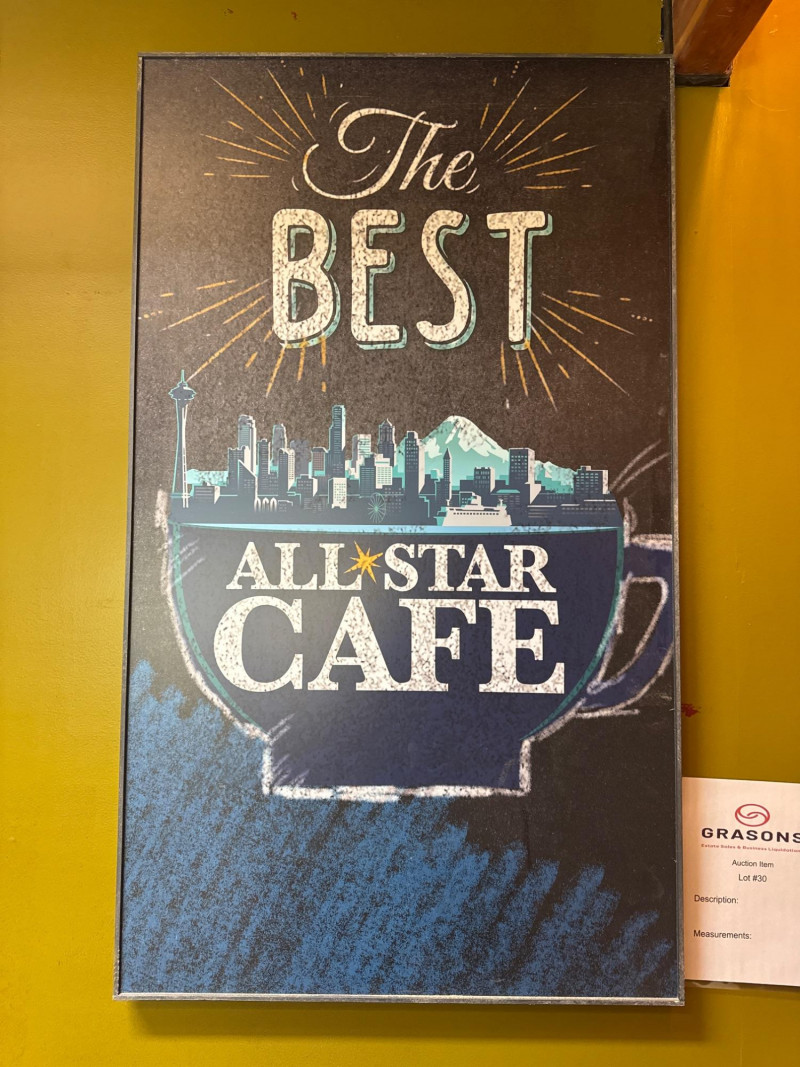 The
BEST
ALL STAR
CAFE
GRASONS
Estate Sales & Business Liquidation
Auction Item
Lot #30
Description:
Measurements: